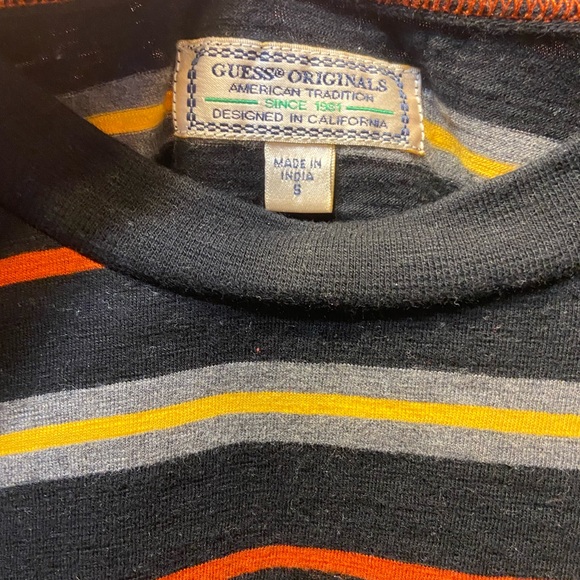 GUESS® ORIGINALS
AMERICAN TRADITION
SINCE 1981
DESIGNED IN CALIFORNIA
MADE IN
INDIA
S